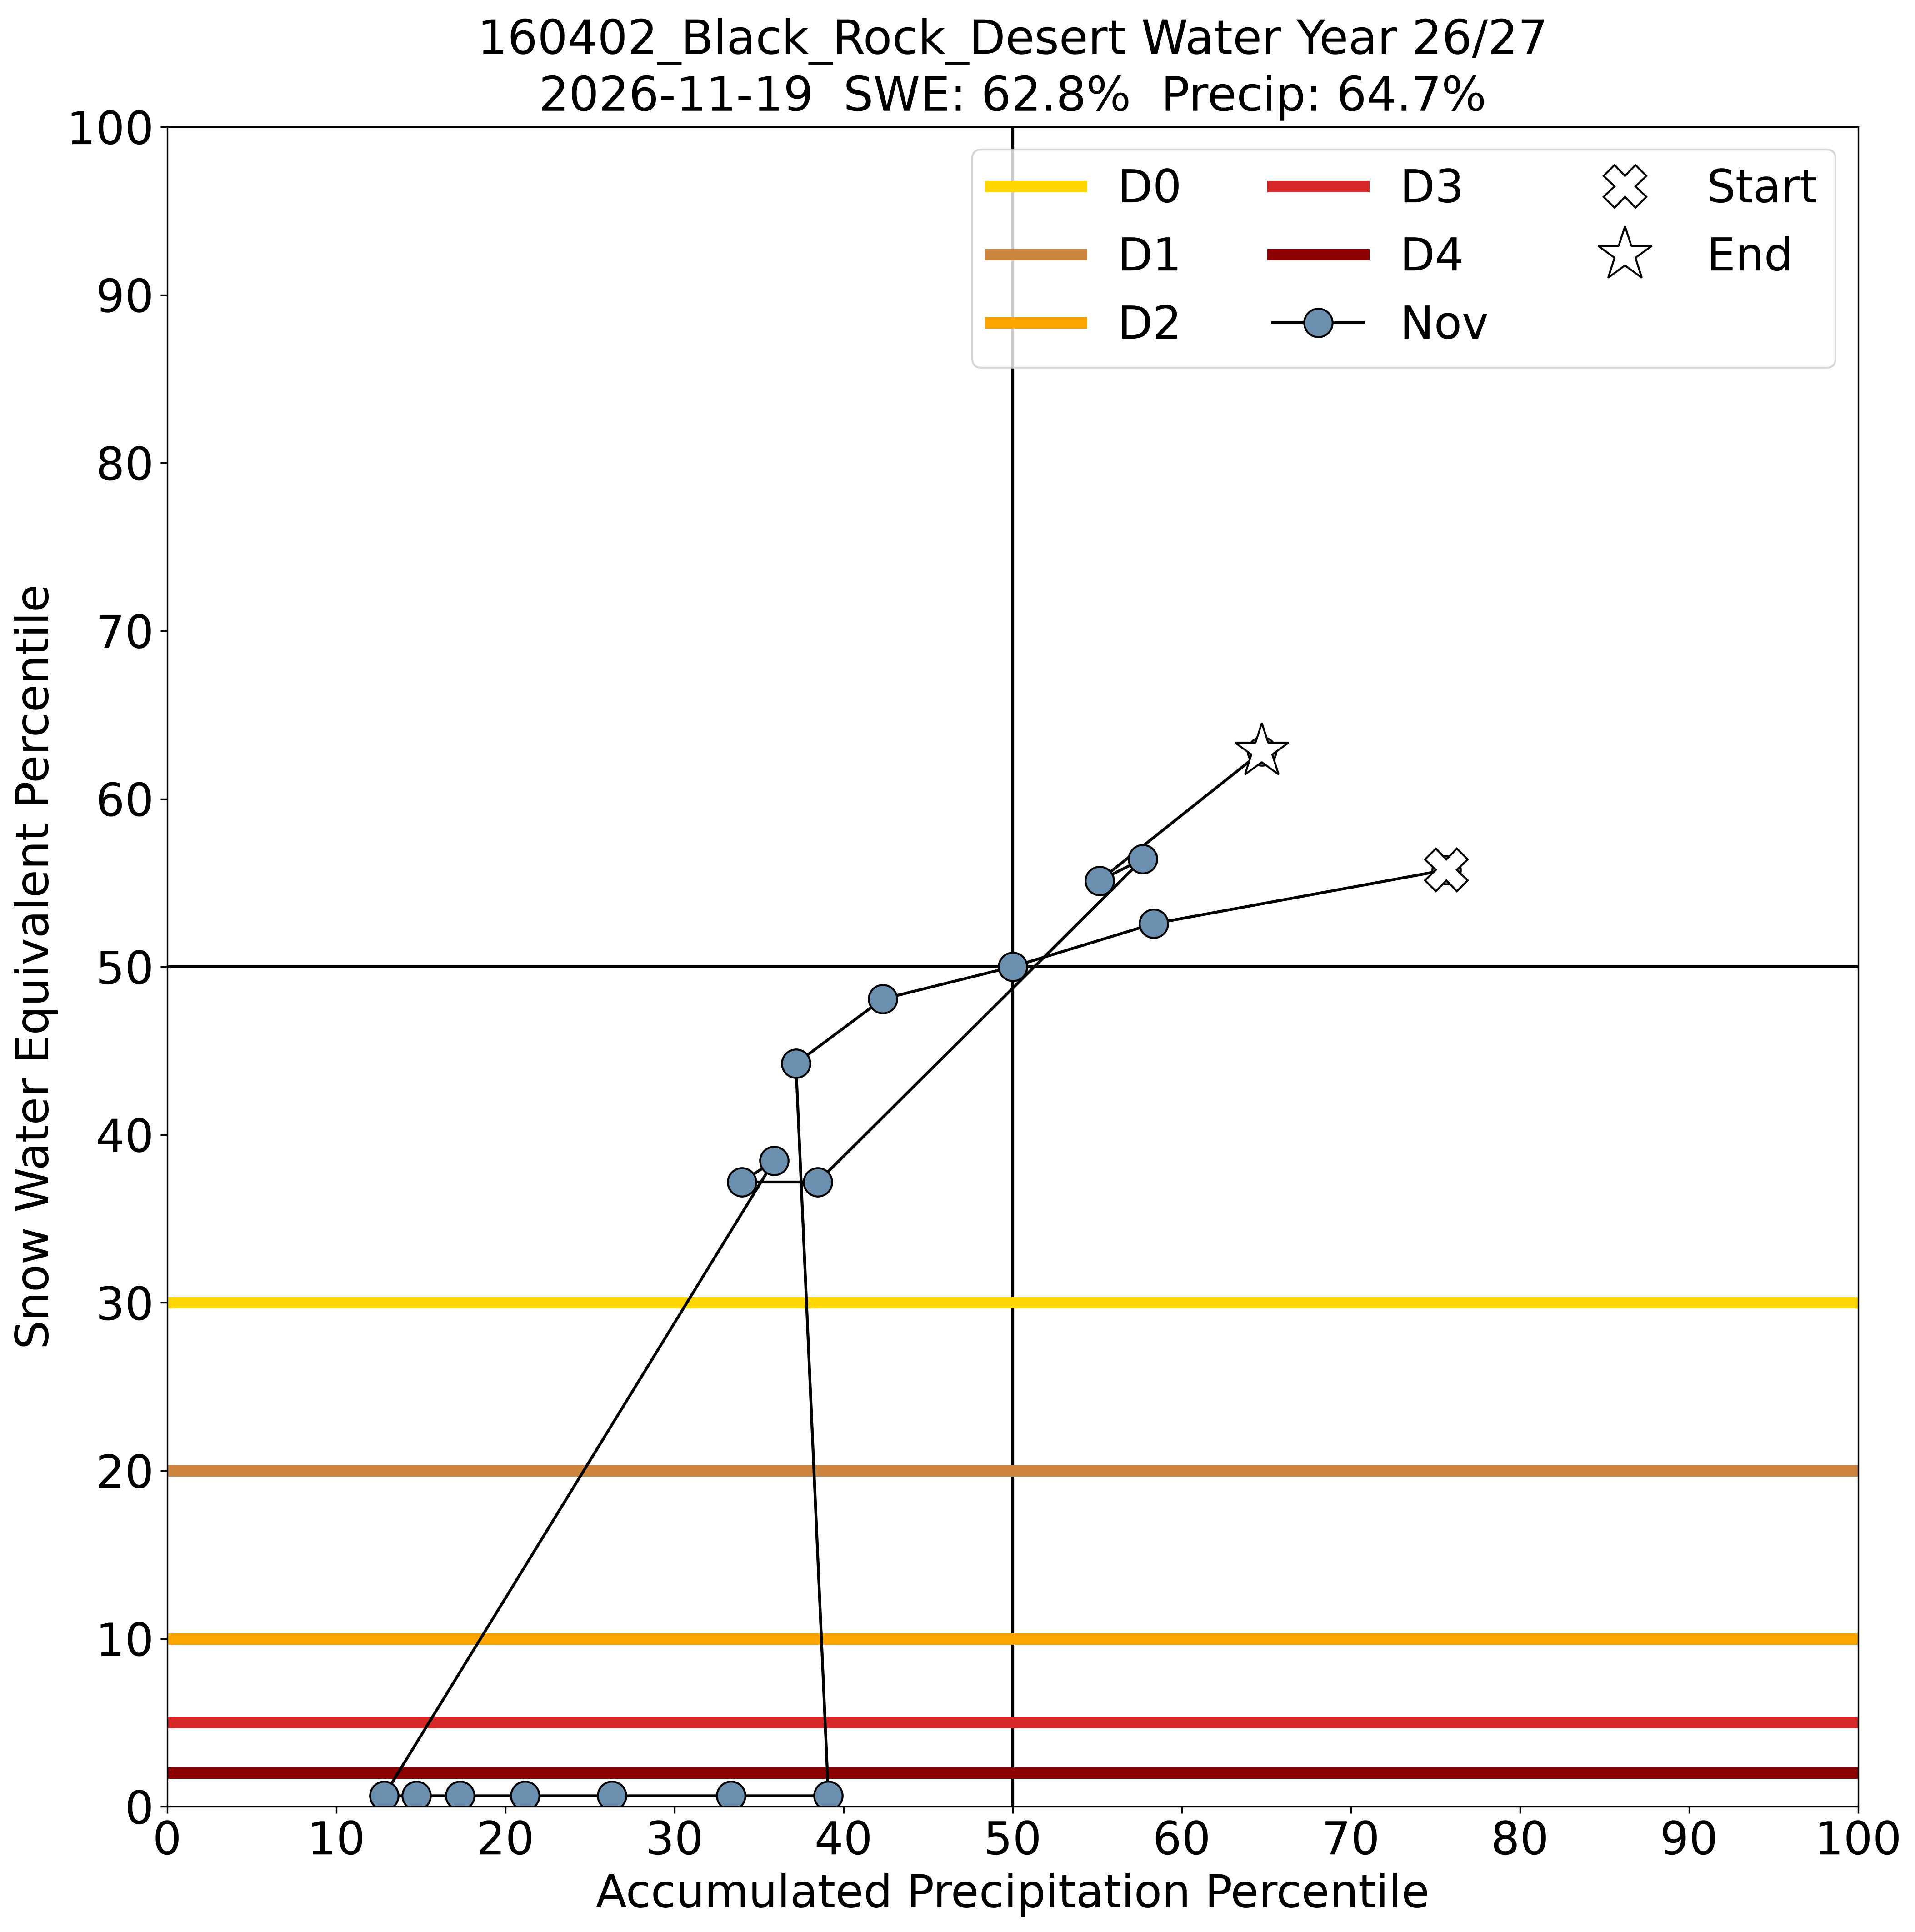 160402_Black_Rock_Desert Water Year 26/27
2026-11-19  SWE: 62.8%  Precip: 64.7%
100
90
80
70
60
50
40
30
20
10
0
Snow Water Equivalent Percentile
D0
D1
D2
D3
D4
Nov
Start
End
0 10 20 30 40 50 60 70 80 90 100
Accumulated Precipitation Percentile